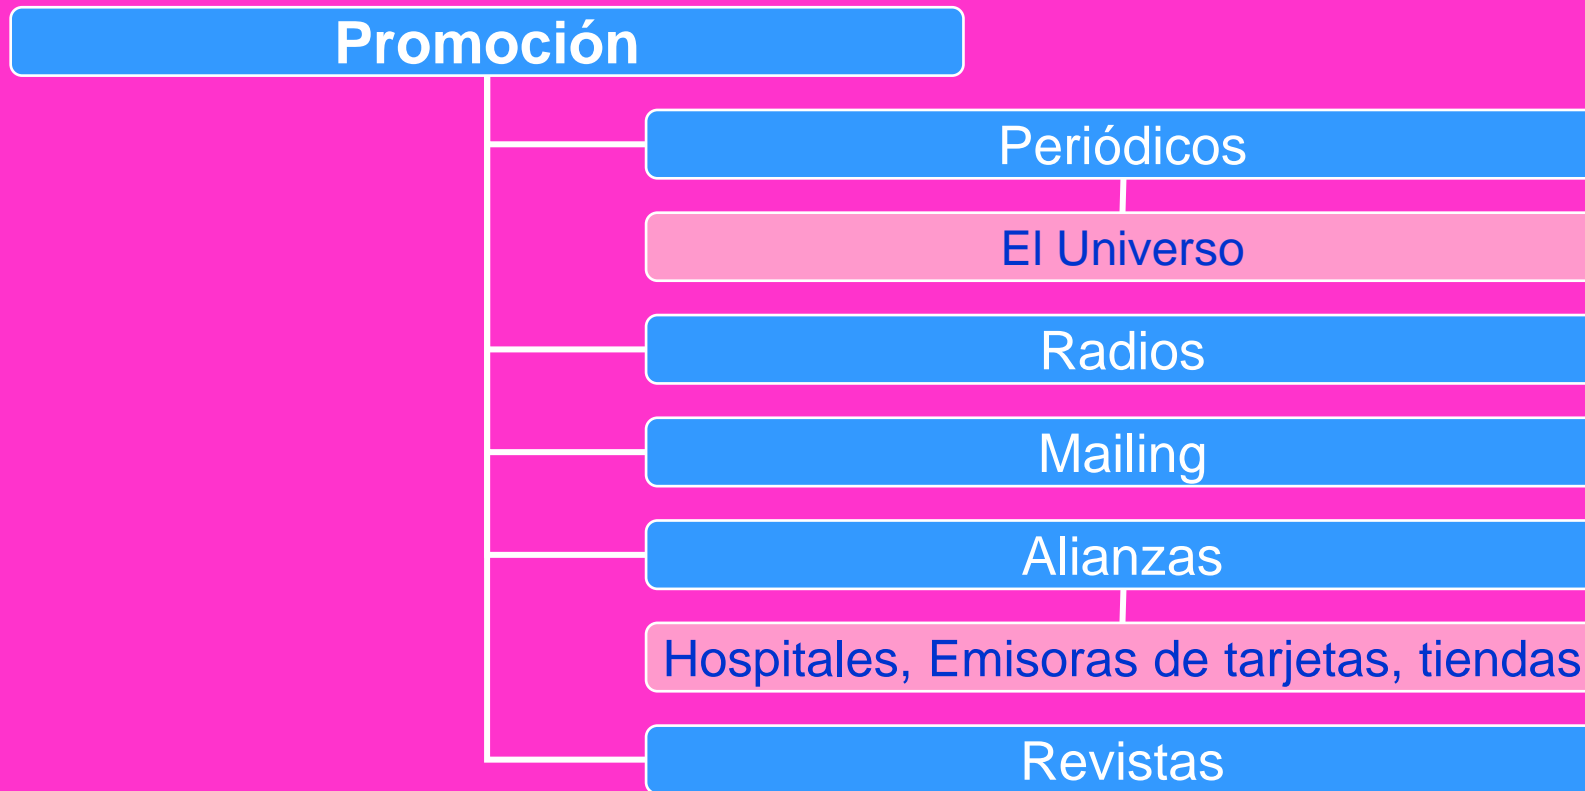 Promoción
Periódicos
El Universo
Radios
Mailing
Alianzas
Hospitales, Emisoras de tarjetas, tiendas
Revistas